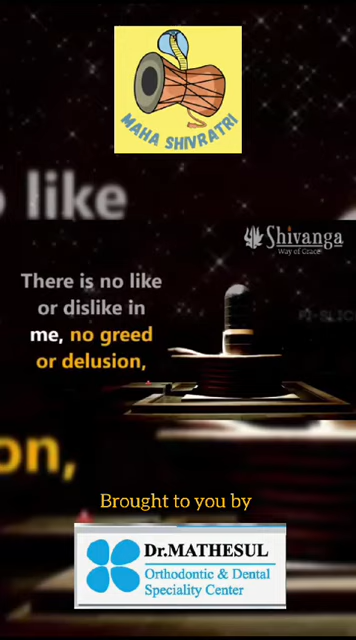 MAHA SHIVRATRI
like
Shivanga
Way of Grace
There is no like
or dislike in
me, no greed
or delusion,
on,
Brought to you by
Dr.MATHESUL
Orthodontic & Dental
Speciality Center